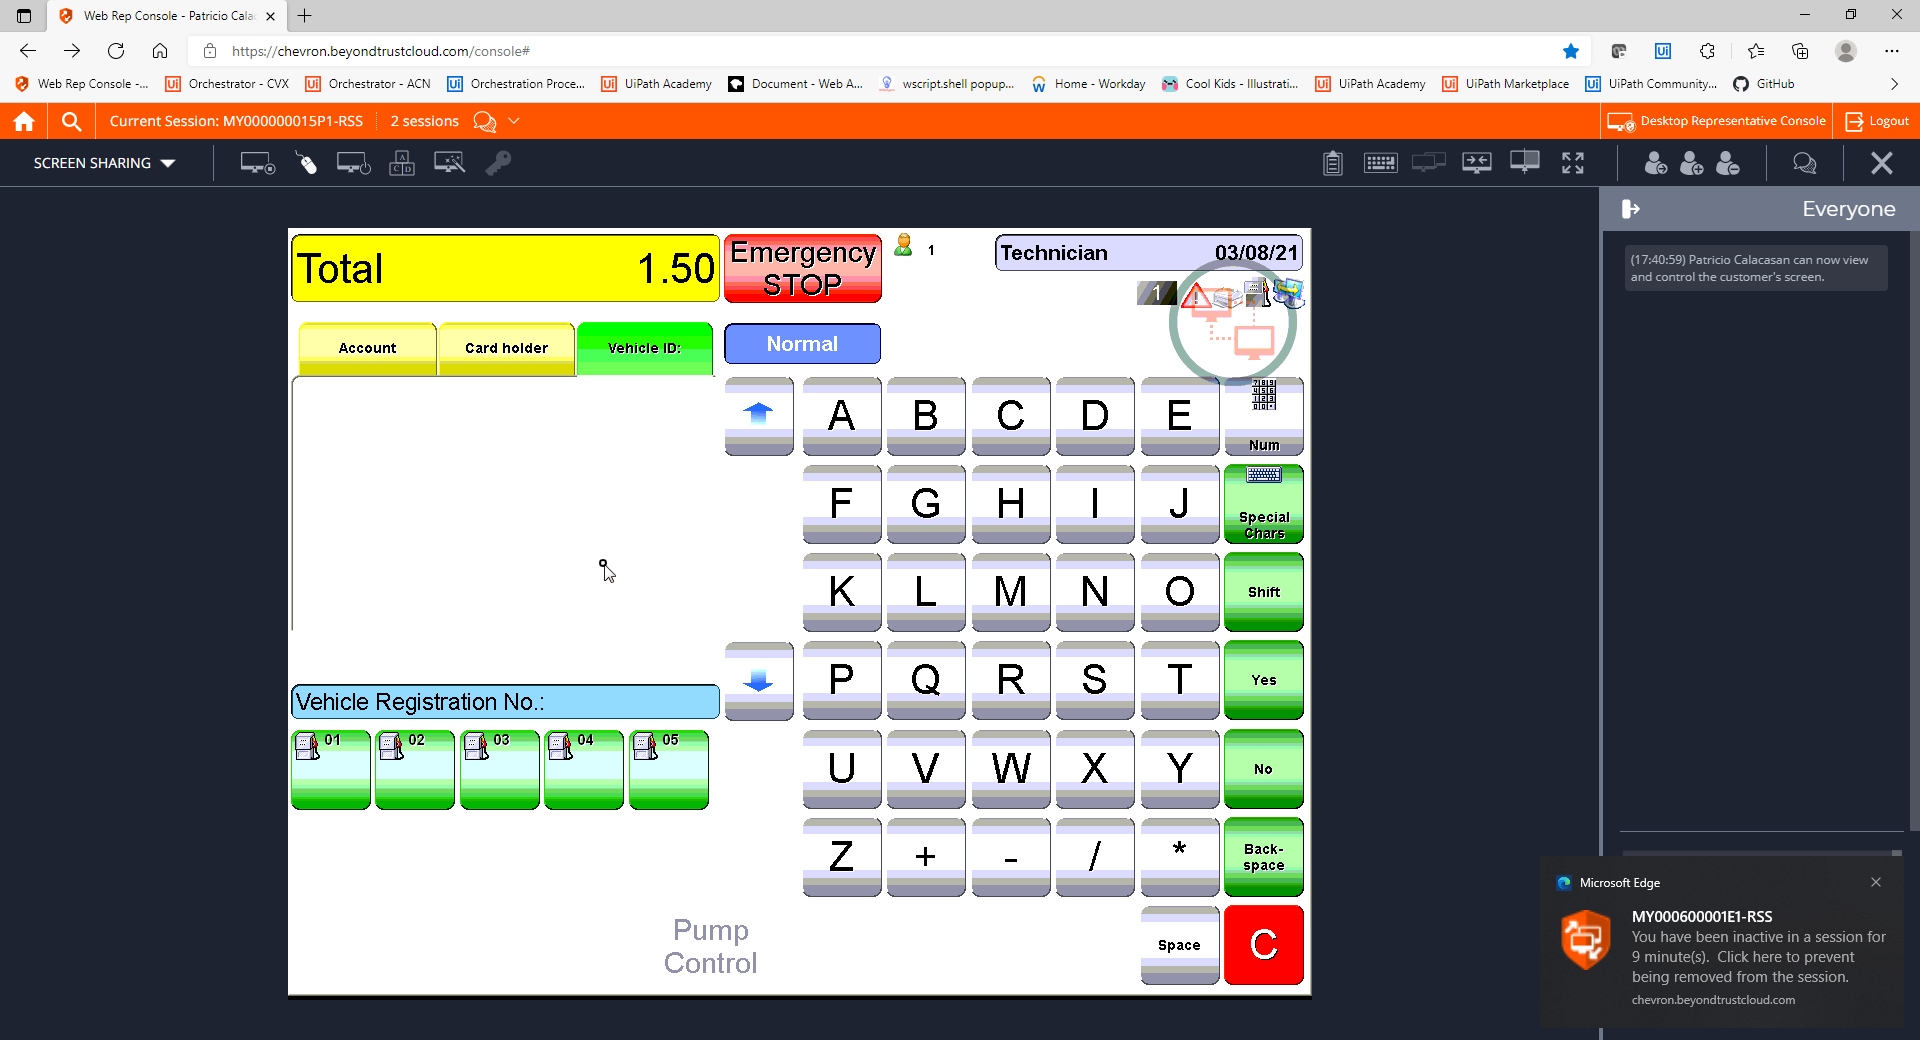 Web Rep Console - Patricio Cala
https://chevron.beyondtrustcloud.com/console#
Web Rep Console -...
Orchestrator - CVX
Orchestrator - ACN
Orchestration Proce...
UiPath Academy
Document - Web A...
wscript.shell popup...
Home - Workday
Cool Kids - Illustrati...
UiPath Academy
UiPath Marketplace
UiPath Community...
GitHub
Current Session: MY000000015P1-RSS
2 sessions
Desktop Representative Console
Logout
SCREEN SHARING
Everyone
(17:40:59) Patricio Calacasan can now view
and control the customer's screen.
Total 1.50
Emergency
STOP
1
Technician 03/08/21
1
Account
Card holder
Vehicle ID:
Normal
A B C D E
Num
F G H I J
Special
Chars
K L M N O
Shift
P Q R S T
Yes
Vehicle Registration No.:
01 02 03 04 05
U V W X Y
No
Z + - / *
Back-
space
Pump
Control
Space
C
Microsoft Edge
MY000600001E1-RSS
You have been inactive in a session for
9 minute(s). Click here to prevent
being removed from the session.
chevron.beyondtrustcloud.com